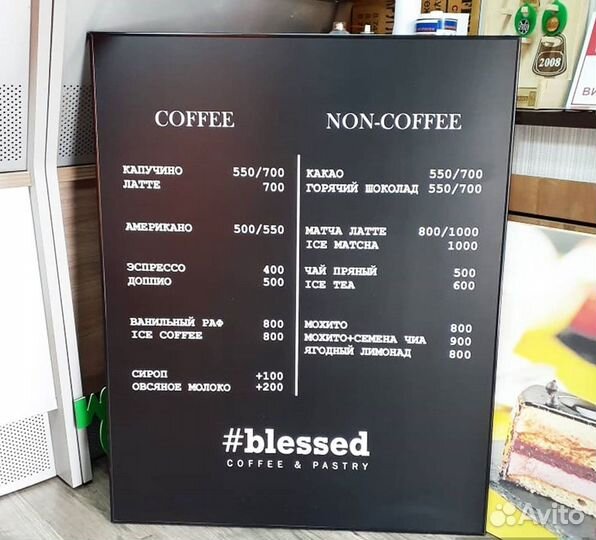 COFFEE
КАПУЧИНО 550/700
ЛАТТЕ 700
АМЕРИКАНО 500/550
ЭСПРЕССО 400
ДОППИО 500
ВАНИЛЬНЫЙ РАФ 800
ICE COFFEE 800
СИРОП +100
ОВСЯНОЕ МОЛОКО +200
NON-COFFEE
КАКАО 550/700
ГОРЯЧИЙ ШОКОЛАД 550/700
МАТЧА ЛАТТЕ 800/1000
ICE MATCHA 1000
ЧАЙ ПРЯНЫЙ 500
ICE TEA 600
МОХИТО 800
МОХИТО+СЕМЕНА ЧИА 900
ЯГОДНЫЙ ЛИМОНАД 800
#blessed
COFFEE & PASTRY
2008
Avito